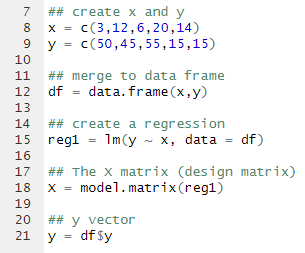 7 ## create x and y
8 x = c(3,12,6,20,14)
9 y = c(50,45,55,15,15)
10
11 ## merge to data frame
12 df = data.frame(x,y)
13
14 ## create a regression
15 reg1 = lm(y ~ x, data = df)
16
17 ## The X matrix (design matrix)
18 X = model.matrix(reg1)
19
20 ## y vector
21 y = df$y